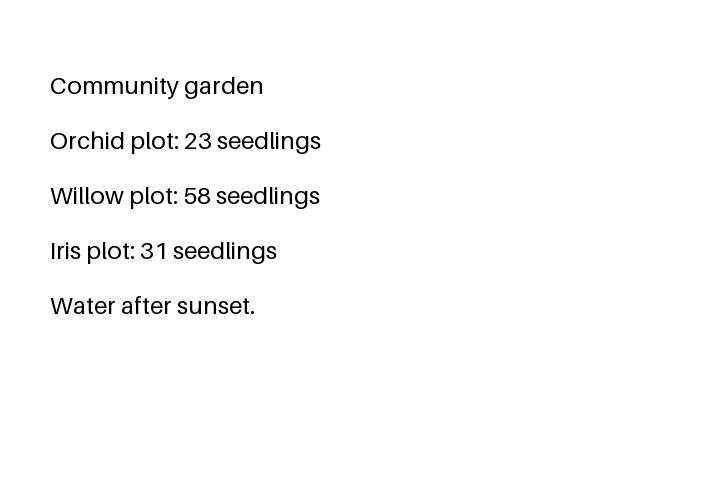 Community garden
Orchid plot: 23 seedlings
Willow plot: 58 seedlings
Iris plot: 31 seedlings
Water after sunset.